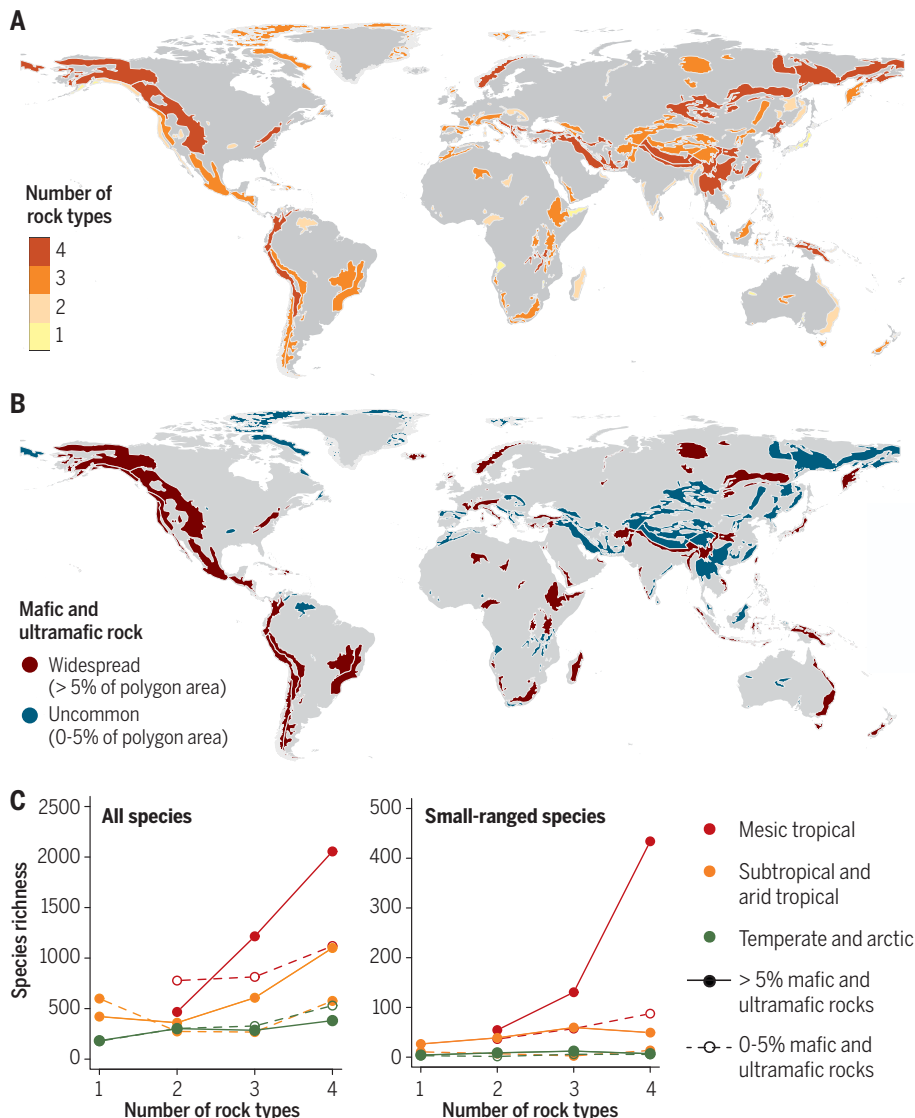 A
Number of
rock types
4
3
2
1
B
Mafic and
ultramafic rock
Widespread
(> 5% of polygon area)
Uncommon
(0-5% of polygon area)
C
All species
Species richness
2500
2000
1500
1000
500
0
1 2 3 4
Number of rock types
Small-ranged species
500
400
300
200
100
0
1 2 3 4
Number of rock types
Mesic tropical
Subtropical and
arid tropical
Temperate and arctic
> 5% mafic and
ultramafic rocks
0-5% mafic and
ultramafic rocks